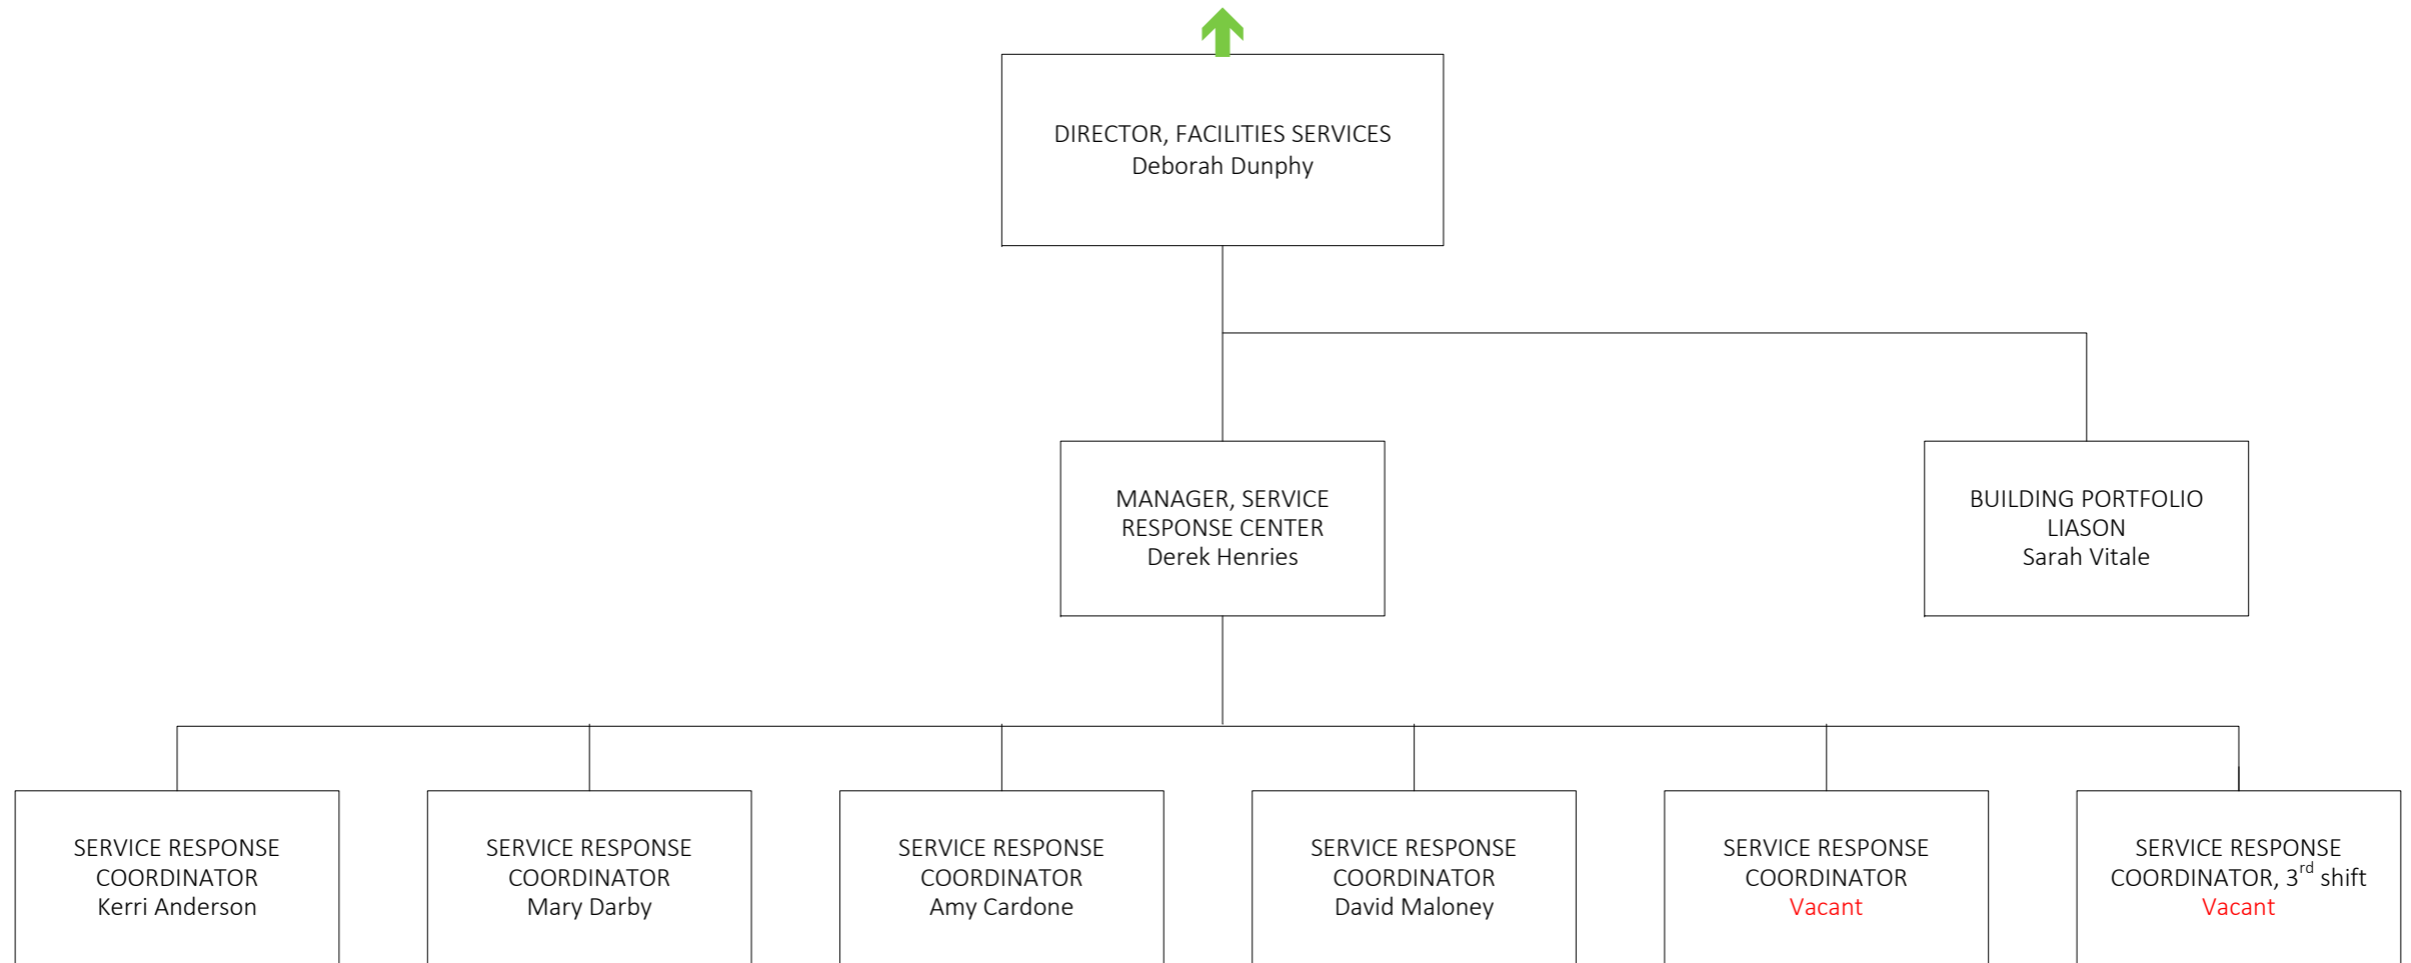 DIRECTOR, FACILITIES SERVICES
Deborah Dunphy
MANAGER, SERVICE
RESPONSE CENTER
Derek Henries
BUILDING PORTFOLIO
LIASON
Sarah Vitale
SERVICE RESPONSE
COORDINATOR
Kerri Anderson
SERVICE RESPONSE
COORDINATOR
Mary Darby
SERVICE RESPONSE
COORDINATOR
Amy Cardone
SERVICE RESPONSE
COORDINATOR
David Maloney
SERVICE RESPONSE
COORDINATOR
Vacant
SERVICE RESPONSE
COORDINATOR, 3rd shift
Vacant